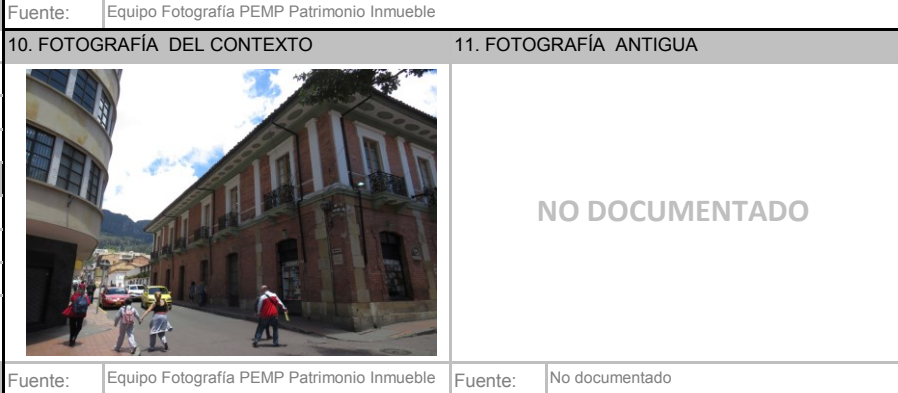 Fuente: Equipo Fotografía PEMP Patrimonio Inmueble
10. FOTOGRAFÍA DEL CONTEXTO 11. FOTOGRAFÍA ANTIGUA
NO DOCUMENTADO
Fuente: Equipo Fotografía PEMP Patrimonio Inmueble Fuente: No documentado